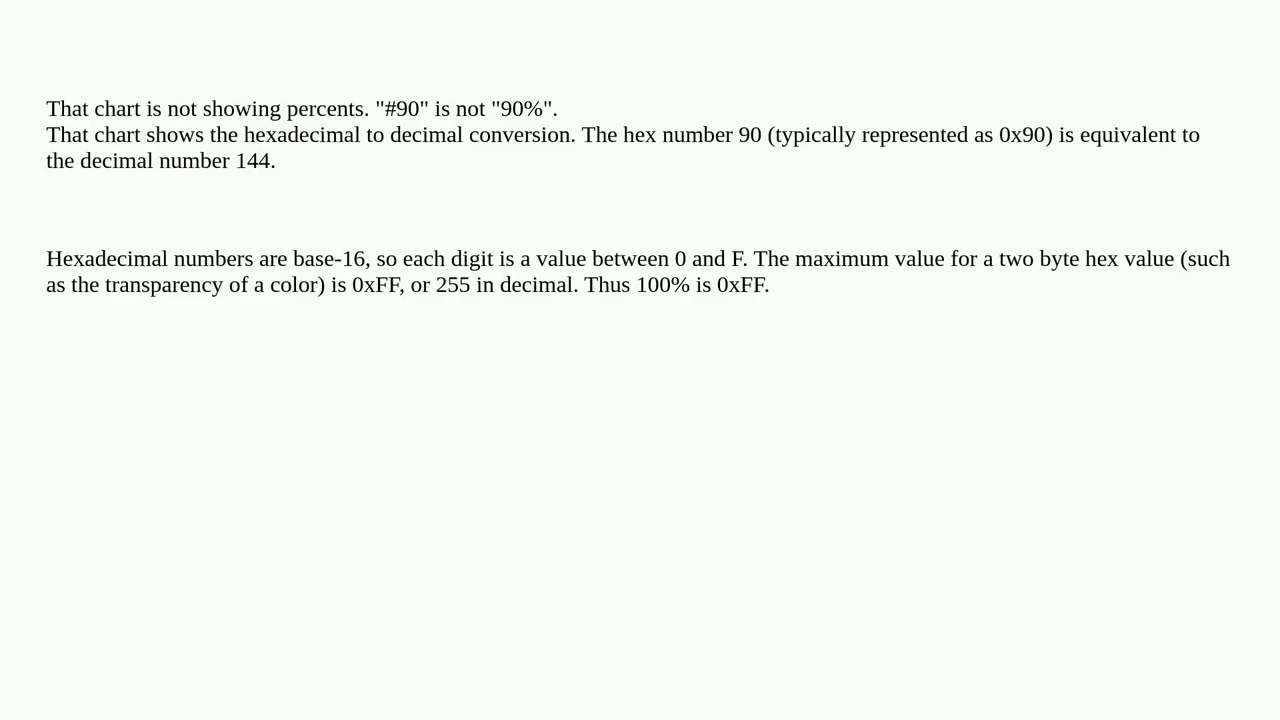 That chart is not showing percents. "#90" is not "90%".
That chart shows the hexadecimal to decimal conversion. The hex number 90 (typically represented as 0x90) is equivalent to
the decimal number 144.
Hexadecimal numbers are base-16, so each digit is a value between 0 and F. The maximum value for a two byte hex value (such
as the transparency of a color) is 0xFF, or 255 in decimal. Thus 100% is 0xFF.